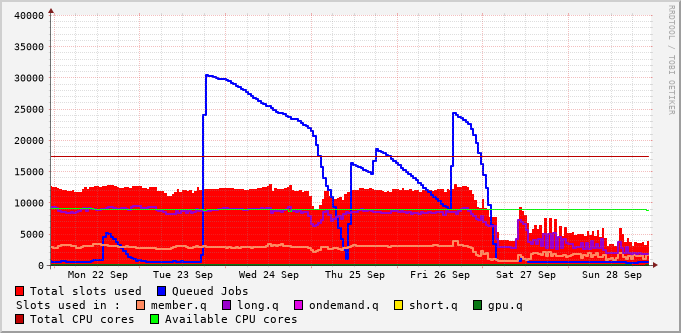 40000
35000
30000
25000
20000
15000
10000
5000
0
Mon 22 Sep Tue 23 Sep Wed 24 Sep Thu 25 Sep Fri 26 Sep Sat 27 Sep Sun 28 Sep
Total slots used Queued Jobs
Slots used in : member.q long.q ondemand.q short.q gpu.q
Total CPU cores Available CPU cores
RRDTOOL / TOBI OETIKER